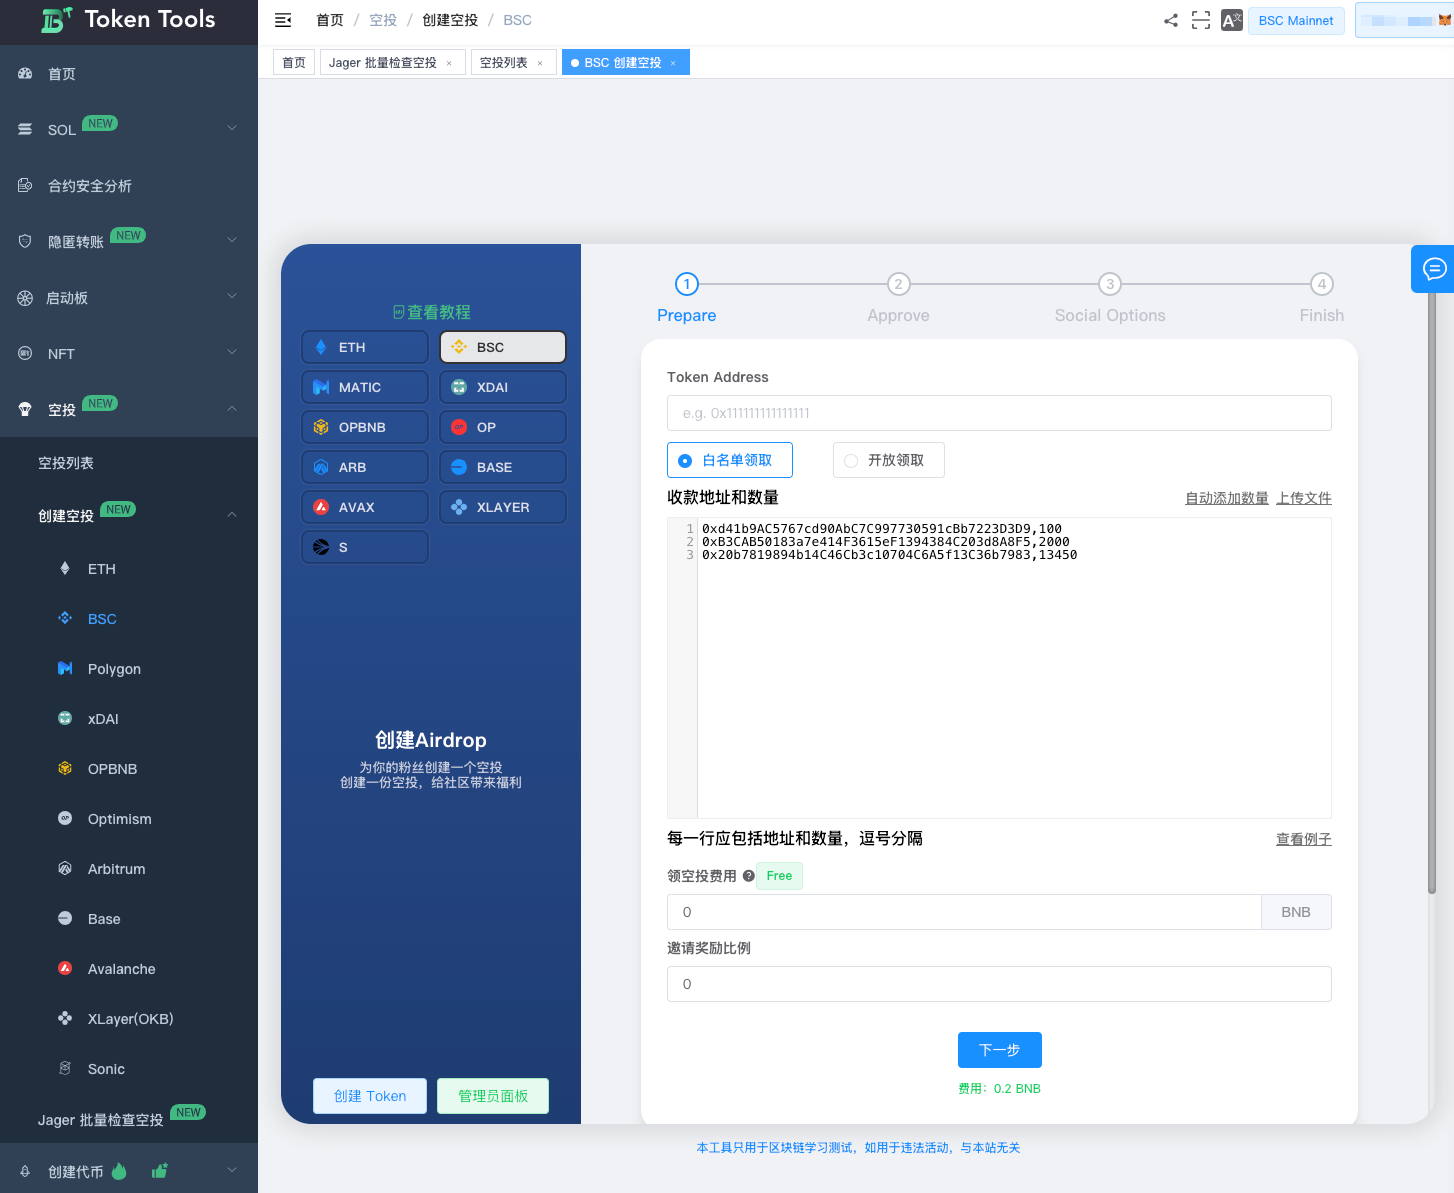 Token Tools
首页
SOL NEW
合约安全分析
隐匿转账 NEW
启动板
NFT
空投 NEW
空投列表
创建空投 NEW
ETH
BSC
Polygon
xDAI
OPBNB
Optimism
Arbitrum
Base
Avalanche
XLayer(OKB)
Sonic
Jager 批量检查空投 NEW
创建代币
首页 / 空投 / 创建空投 / BSC
BSC Mainnet
首页
Jager 批量检查空投 ×
空投列表 ×
BSC 创建空投 ×
查看教程
ETH
BSC
MATIC
XDAI
OPBNB
OP
ARB
BASE
AVAX
XLAYER
S
创建Airdrop
为你的粉丝创建一个空投
创建一份空投，给社区带来福利
创建 Token
管理员面板
1 2 3 4
Prepare Approve Social Options Finish
Token Address
e.g. 0x111111111111111
白名单领取
开放领取
收款地址和数量
自动添加数量 上传文件
1 0xd41b9AC5767cd90AbC7C997730591cBb7223D3D9,100
2 0xB3CAB50183a7e414F3615eF1394384C203d8A8F5,2000
3 0x20b7819894b14C46Cb3c10704C6A5f13C36b7983,13450
每一行应包括地址和数量，逗号分隔
查看例子
领空投费用 Free
0 BNB
邀请奖励比例
0
下一步
费用：0.2 BNB
本工具只用于区块链学习测试，如用于违法活动，与本站无关